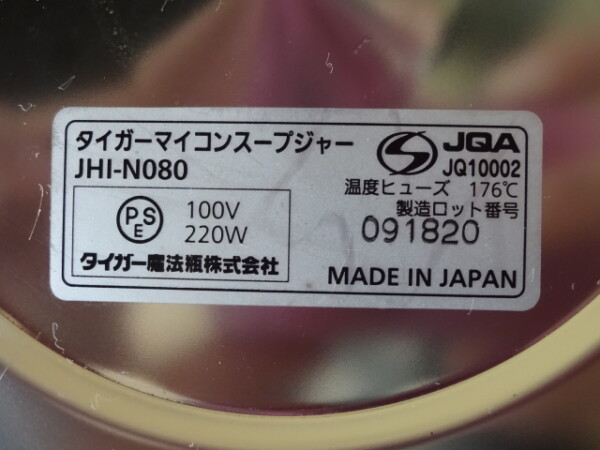 タイガーマイコンスープジャー
JHI-N080
JQA
JQ10002
温度ヒューズ 176℃
製造ロット番号
091820
PSE
100V
220W
タイガー魔法瓶株式会社
MADE IN JAPAN